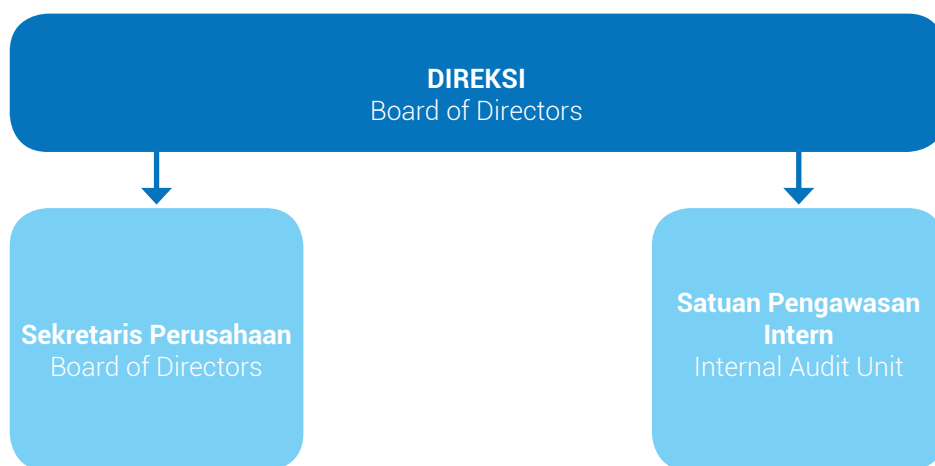 DIREKSI
Board of Directors
Sekretaris Perusahaan
Board of Directors
Satuan Pengawasan
Intern
Internal Audit Unit